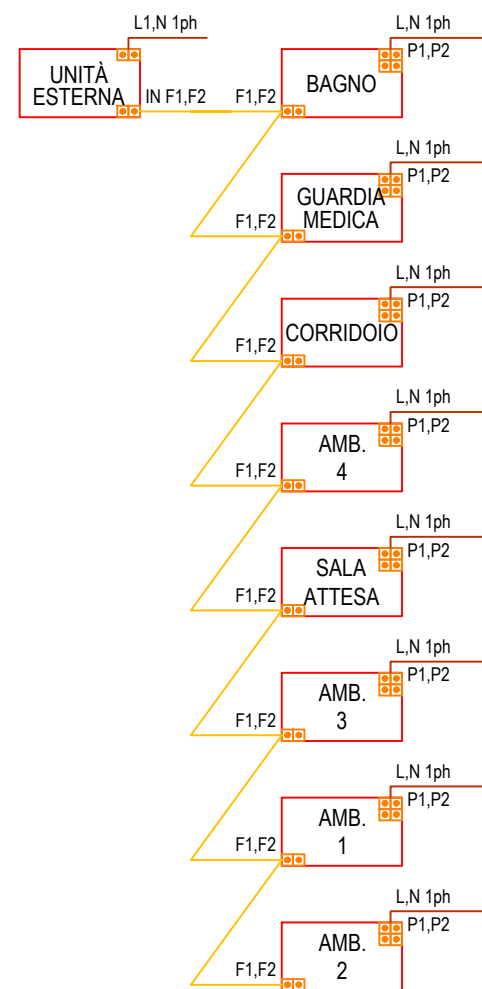 L1,N 1ph
L,N 1ph
P1,P2
UNITÀ
ESTERNA
BAGNO
IN F1,F2
F1,F2
L,N 1ph
P1,P2
GUARDIA
MEDICA
F1,F2
L,N 1ph
P1,P2
CORRIDOIO
F1,F2
L,N 1ph
P1,P2
AMB.
4
F1,F2
L,N 1ph
P1,P2
SALA
ATTESA
F1,F2
L,N 1ph
P1,P2
AMB.
3
F1,F2
L,N 1ph
P1,P2
AMB.
1
F1,F2
L,N 1ph
P1,P2
AMB.
2
F1,F2